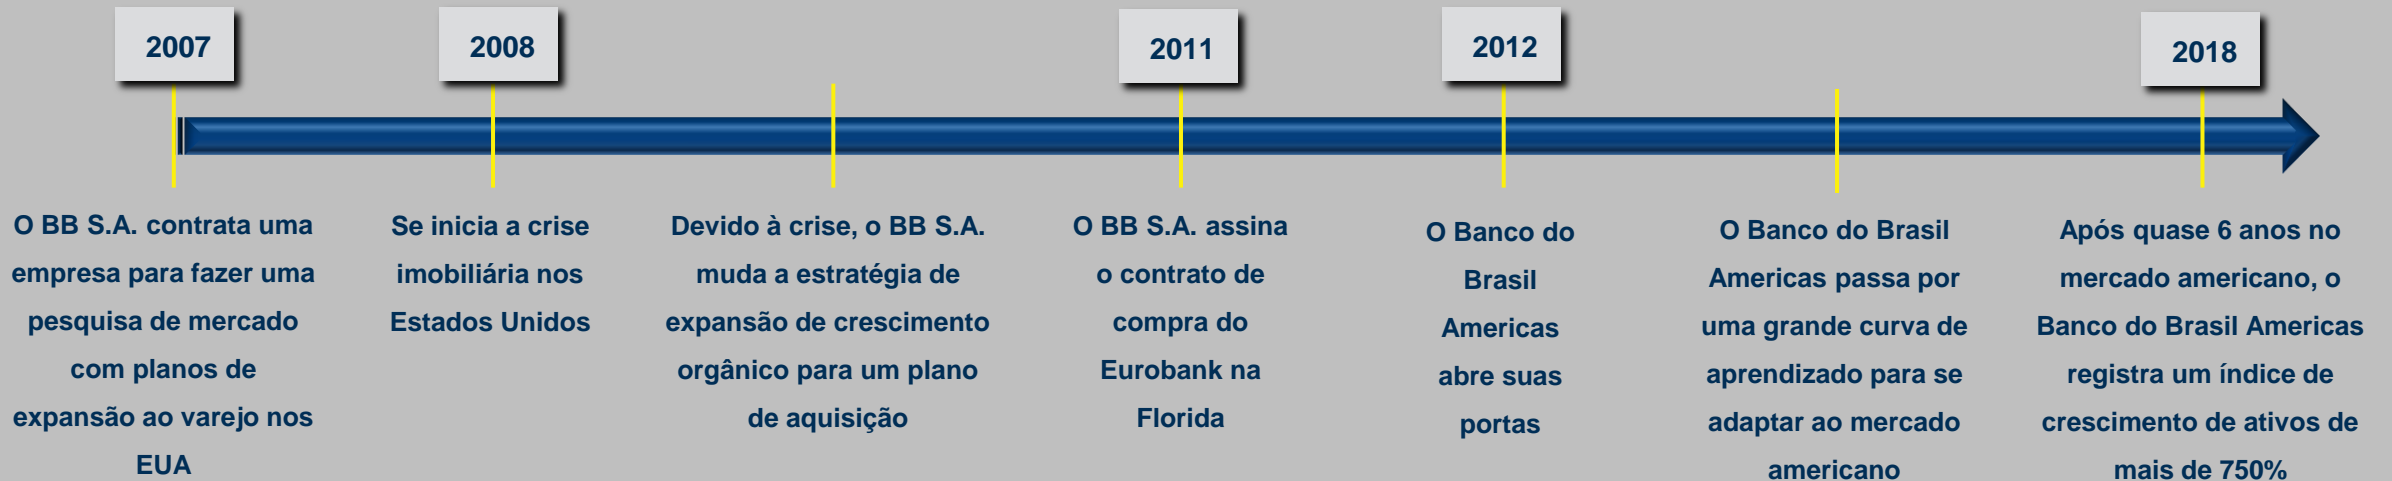 2007
O BB S.A. contrata uma
empresa para fazer uma
pesquisa de mercado
com planos de
expansão ao varejo nos
EUA
2008
Se inicia a crise
imobiliária nos
Estados Unidos
Devido à crise, o BB S.A.
muda a estratégia de
expansão de crescimento
orgânico para um plano
de aquisição
2011
O BB S.A. assina
o contrato de
compra do
Eurobank na
Florida
2012
O Banco do
Brasil
Americas
abre suas
portas
O Banco do Brasil
Americas passa por
uma grande curva de
aprendizado para se
adaptar ao mercado
americano
2018
Após quase 6 anos no
mercado americano, o
Banco do Brasil Americas
registra um índice de
crescimento de ativos de
mais de 750%